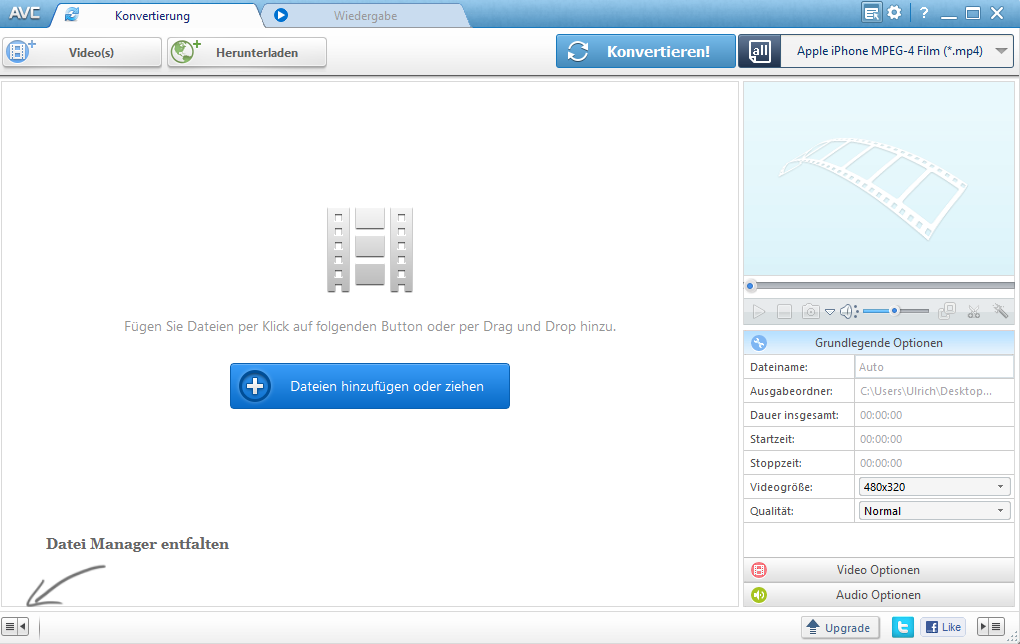 AVC
Konvertierung
Wiedergabe
?
Video(s)
Herunterladen
Konvertieren!
all
Apple iPhone MPEG-4 Film (*.mp4)
Fügen Sie Dateien per Klick auf folgenden Button oder per Drag und Drop hinzu.
Dateien hinzufügen oder ziehen
Datei Manager entfalten
Grundlegende Optionen
Dateiname: Auto
Ausgabeordner: C:\Users\Ulrich\Desktop...
Dauer insgesamt: 00:00:00
Startzeit: 00:00:00
Stoppzeit: 00:00:00
Videogröße: 480x320
Qualität: Normal
Video Optionen
Audio Optionen
Upgrade
Like